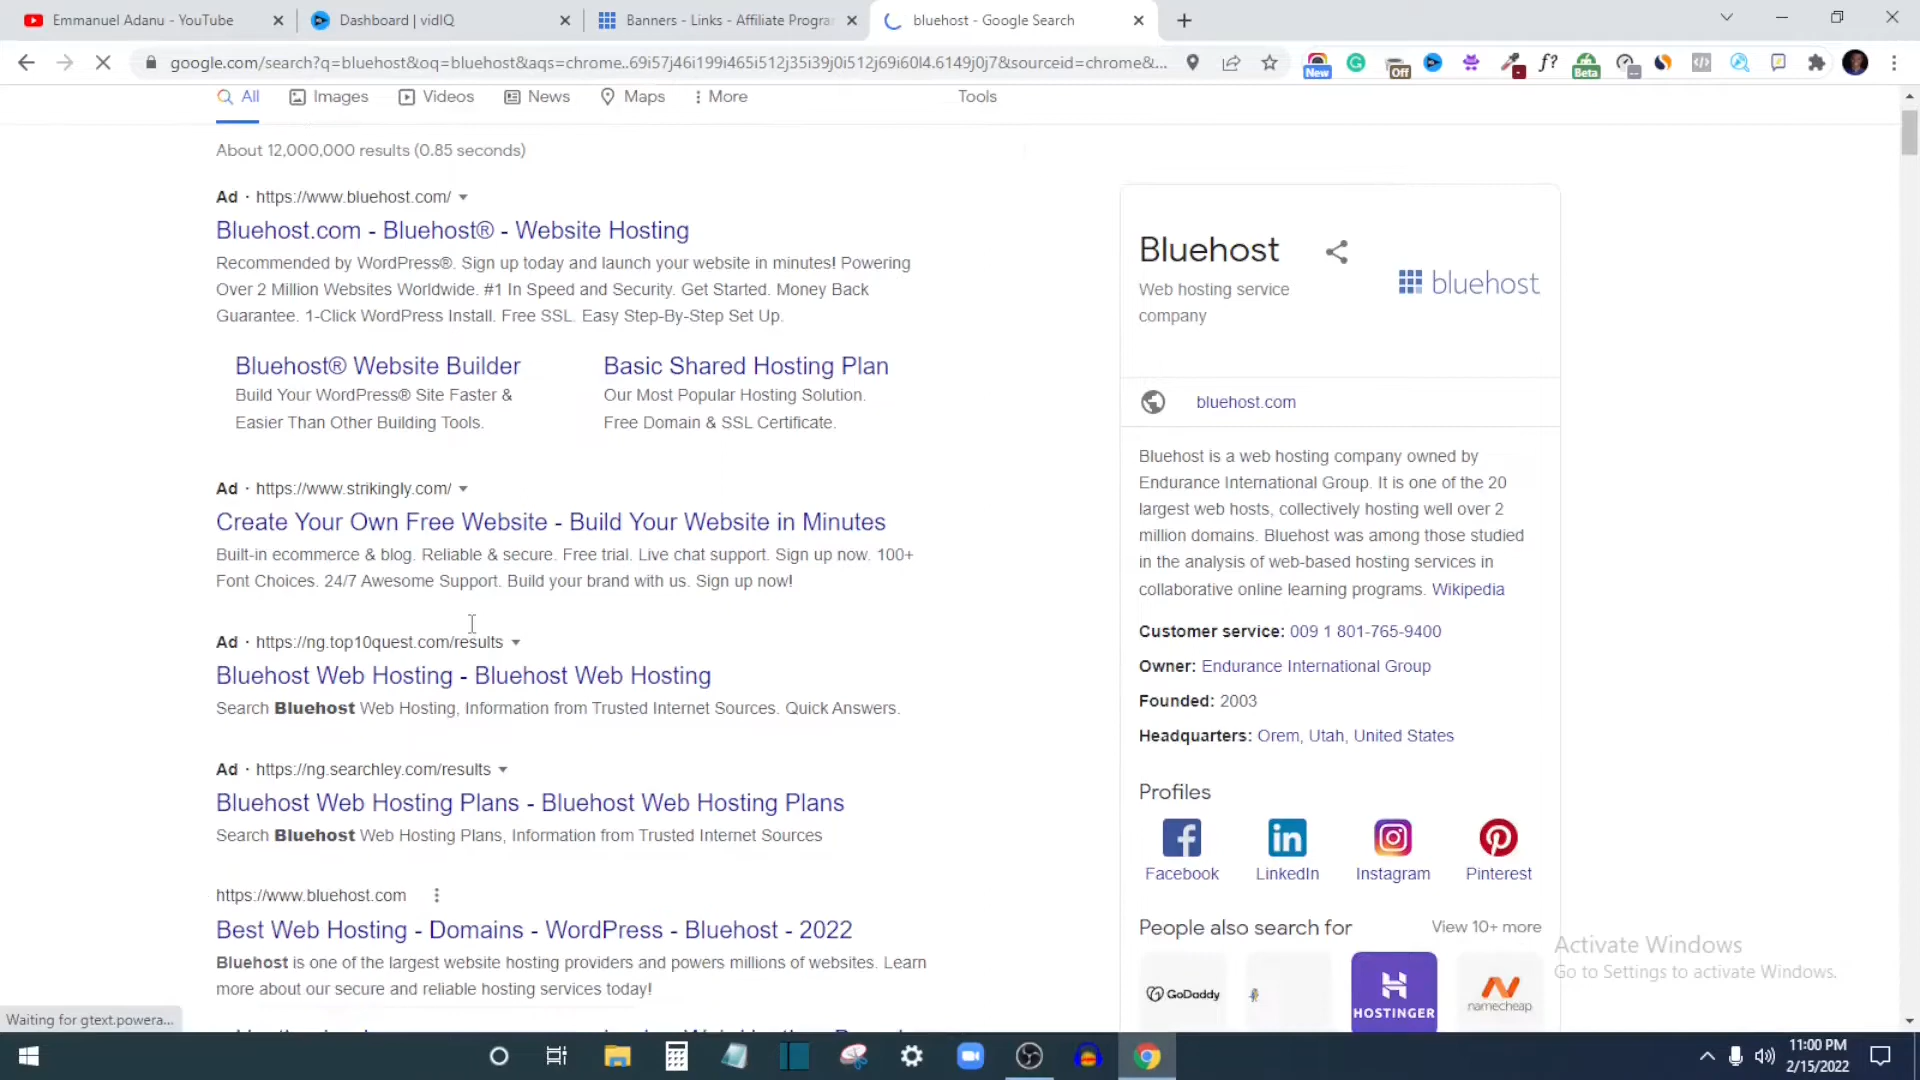 Emmanuel Adanu - YouTube
Dashboard | vidIQ
Banners - Links - Affiliate Progra
bluehost - Google Search
google.com/search?q=bluehost&oq=bluehost&aqs=chrome..69i57j46i199i465i512j35i39j0i512j69i60l4.6149j0j7&sourceid=chrome&...
New
Off
f?
Beta
All
Images
Videos
News
Maps
More
Tools
About 12,000,000 results (0.85 seconds)
Ad · https://www.bluehost.com/
Bluehost.com - Bluehost® - Website Hosting
Recommended by WordPress®. Sign up today and launch your website in minutes! Powering
Over 2 Million Websites Worldwide. #1 In Speed and Security. Get Started. Money Back
Guarantee. 1-Click WordPress Install. Free SSL. Easy Step-By-Step Set Up.
Bluehost® Website Builder
Build Your WordPress® Site Faster &
Easier Than Other Building Tools.
Basic Shared Hosting Plan
Our Most Popular Hosting Solution.
Free Domain & SSL Certificate.
Ad · https://www.strikingly.com/
Create Your Own Free Website - Build Your Website in Minutes
Built-in ecommerce & blog. Reliable & secure. Free trial. Live chat support. Sign up now. 100+
Font Choices. 24/7 Awesome Support. Build your brand with us. Sign up now!
Ad · https://ng.top10quest.com/results
Bluehost Web Hosting - Bluehost Web Hosting
Search Bluehost Web Hosting, Information from Trusted Internet Sources. Quick Answers.
Ad · https://ng.searchley.com/results
Bluehost Web Hosting Plans - Bluehost Web Hosting Plans
Search Bluehost Web Hosting Plans, Information from Trusted Internet Sources
https://www.bluehost.com
Best Web Hosting - Domains - WordPress - Bluehost - 2022
Bluehost is one of the largest website hosting providers and powers millions of websites. Learn
more about our secure and reliable hosting services today!
Bluehost
Web hosting service
company
bluehost
bluehost.com
Bluehost is a web hosting company owned by
Endurance International Group. It is one of the 20
largest web hosts, collectively hosting well over 2
million domains. Bluehost was among those studied
in the analysis of web-based hosting services in
collaborative online learning programs. Wikipedia
Customer service: 009 1 801-765-9400
Owner: Endurance International Group
Founded: 2003
Headquarters: Orem, Utah, United States
Profiles
Facebook
LinkedIn
Instagram
Pinterest
People also search for
View 10+ more
GoDaddy
HOSTINGER
namecheap
Activate Windows
Go to Settings to activate Windows.
Waiting for gtext.powera...
11:00 PM
2/15/2022